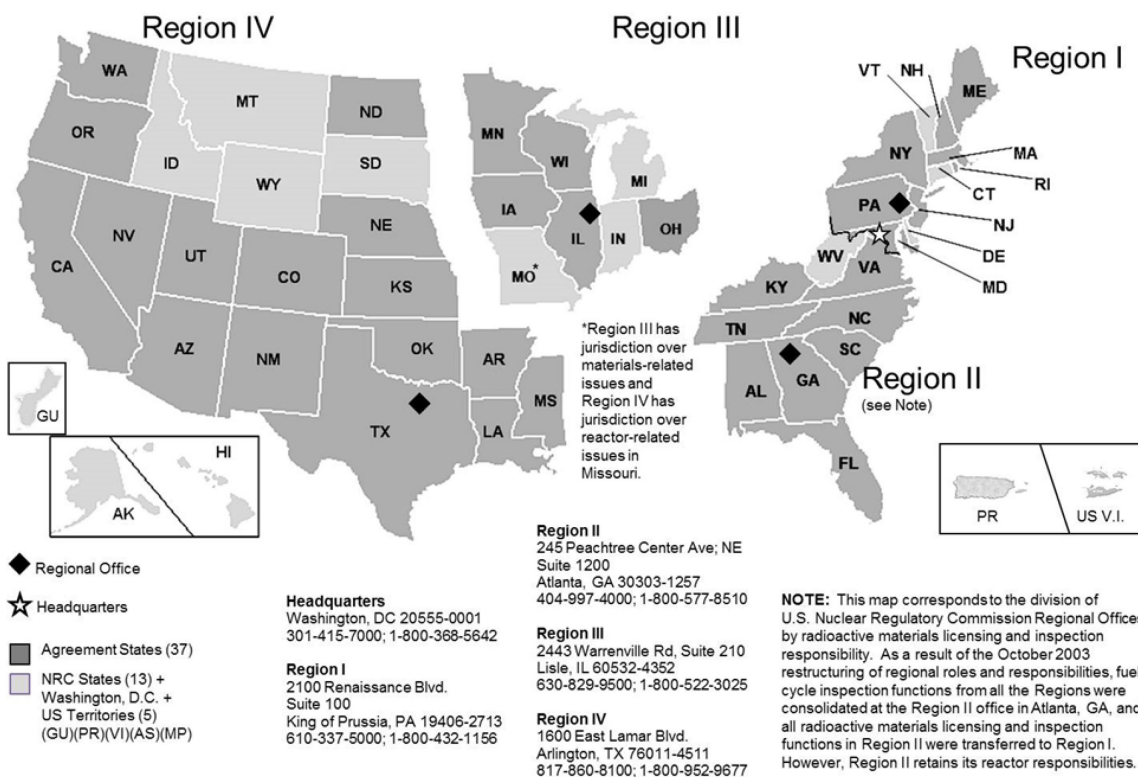 Region IV
Region III
Region I
WA
MT
ND
OR
ID
SD
WY
NE
NV
UT
CO
CA
KS
AZ
NM
OK
AR
TX
LA
MS
MN
WI
MI
IA
IL
IN
OH
MO*
VT
NH
ME
NY
MA
RI
CT
PA
NJ
DE
MD
WV
VA
KY
NC
TN
SC
AL
GA
FL
Region II
(see Note)
*Region III has
jurisdiction over
materials-related
issues and
Region IV has
jurisdiction over
reactor-related
issues in
Missouri.
GU
HI
AK
PR
US V.I.
Regional Office
Headquarters
Agreement States (37)
NRC States (13) +
Washington, D.C. +
US Territories (5)
(GU)(PR)(VI)(AS)(MP)
Headquarters
Washington, DC 20555-0001
301-415-7000; 1-800-368-5642
Region I
2100 Renaissance Blvd.
Suite 100
King of Prussia, PA 19406-2713
610-337-5000; 1-800-432-1156
Region II
245 Peachtree Center Ave; NE
Suite 1200
Atlanta, GA 30303-1257
404-997-4000; 1-800-577-8510
Region III
2443 Warrenville Rd, Suite 210
Lisle, IL 60532-4352
630-829-9500; 1-800-522-3025
Region IV
1600 East Lamar Blvd.
Arlington, TX 76011-4511
817-860-8100; 1-800-952-9677
NOTE: This map corresponds to the division of
U.S. Nuclear Regulatory Commission Regional Offices
by radioactive materials licensing and inspection
responsibility. As a result of the October 2003
restructuring of regional roles and responsibilities, fuel
cycle inspection functions from all the Regions were
consolidated at the Region II office in Atlanta, GA, and
all radioactive materials licensing and inspection
functions in Region II were transferred to Region I.
However, Region II retains its reactor responsibilities.